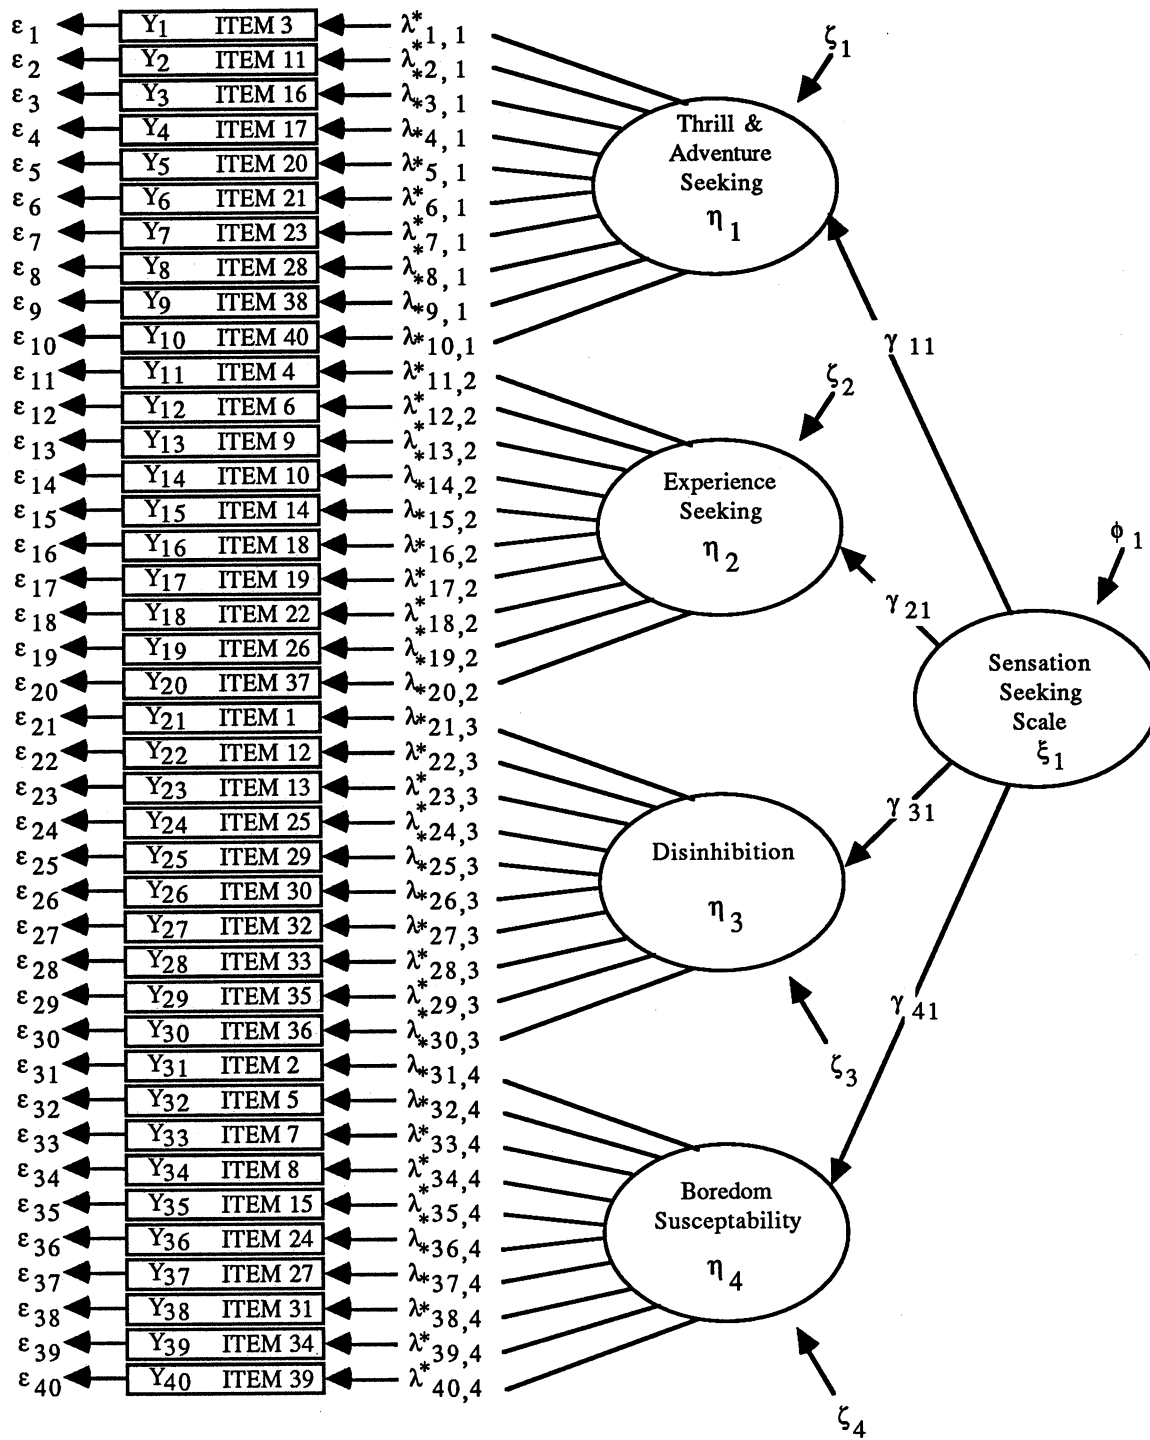 ε1 Y1 ITEM 3 λ*1, 1
ε2 Y2 ITEM 11 λ*2, 1
ε3 Y3 ITEM 16 λ*3, 1
ε4 Y4 ITEM 17 λ*4, 1
ε5 Y5 ITEM 20 λ*5, 1
ε6 Y6 ITEM 21 λ*6, 1
ε7 Y7 ITEM 23 λ*7, 1
ε8 Y8 ITEM 28 λ*8, 1
ε9 Y9 ITEM 38 λ*9, 1
ε10 Y10 ITEM 40 λ*10,1
ε11 Y11 ITEM 4 λ*11,2
ε12 Y12 ITEM 6 λ*12,2
ε13 Y13 ITEM 9 λ*13,2
ε14 Y14 ITEM 10 λ*14,2
ε15 Y15 ITEM 14 λ*15,2
ε16 Y16 ITEM 18 λ*16,2
ε17 Y17 ITEM 19 λ*17,2
ε18 Y18 ITEM 22 λ*18,2
ε19 Y19 ITEM 26 λ*19,2
ε20 Y20 ITEM 37 λ*20,2
ε21 Y21 ITEM 1 λ*21,3
ε22 Y22 ITEM 12 λ*22,3
ε23 Y23 ITEM 13 λ*23,3
ε24 Y24 ITEM 25 λ*24,3
ε25 Y25 ITEM 29 λ*25,3
ε26 Y26 ITEM 30 λ*26,3
ε27 Y27 ITEM 32 λ*27,3
ε28 Y28 ITEM 33 λ*28,3
ε29 Y29 ITEM 35 λ*29,3
ε30 Y30 ITEM 36 λ*30,3
ε31 Y31 ITEM 2 λ*31,4
ε32 Y32 ITEM 5 λ*32,4
ε33 Y33 ITEM 7 λ*33,4
ε34 Y34 ITEM 8 λ*34,4
ε35 Y35 ITEM 15 λ*35,4
ε36 Y36 ITEM 24 λ*36,4
ε37 Y37 ITEM 27 λ*37,4
ε38 Y38 ITEM 31 λ*38,4
ε39 Y39 ITEM 34 λ*39,4
ε40 Y40 ITEM 39 λ*40,4
ζ1
Thrill &
Adventure
Seeking
η1
γ11
ζ2
Experience
Seeking
η2
γ21
ϕ1
Sensation
Seeking
Scale
ξ1
γ31
Disinhibition
η3
ζ3
γ41
Boredom
Susceptability
η4
ζ4